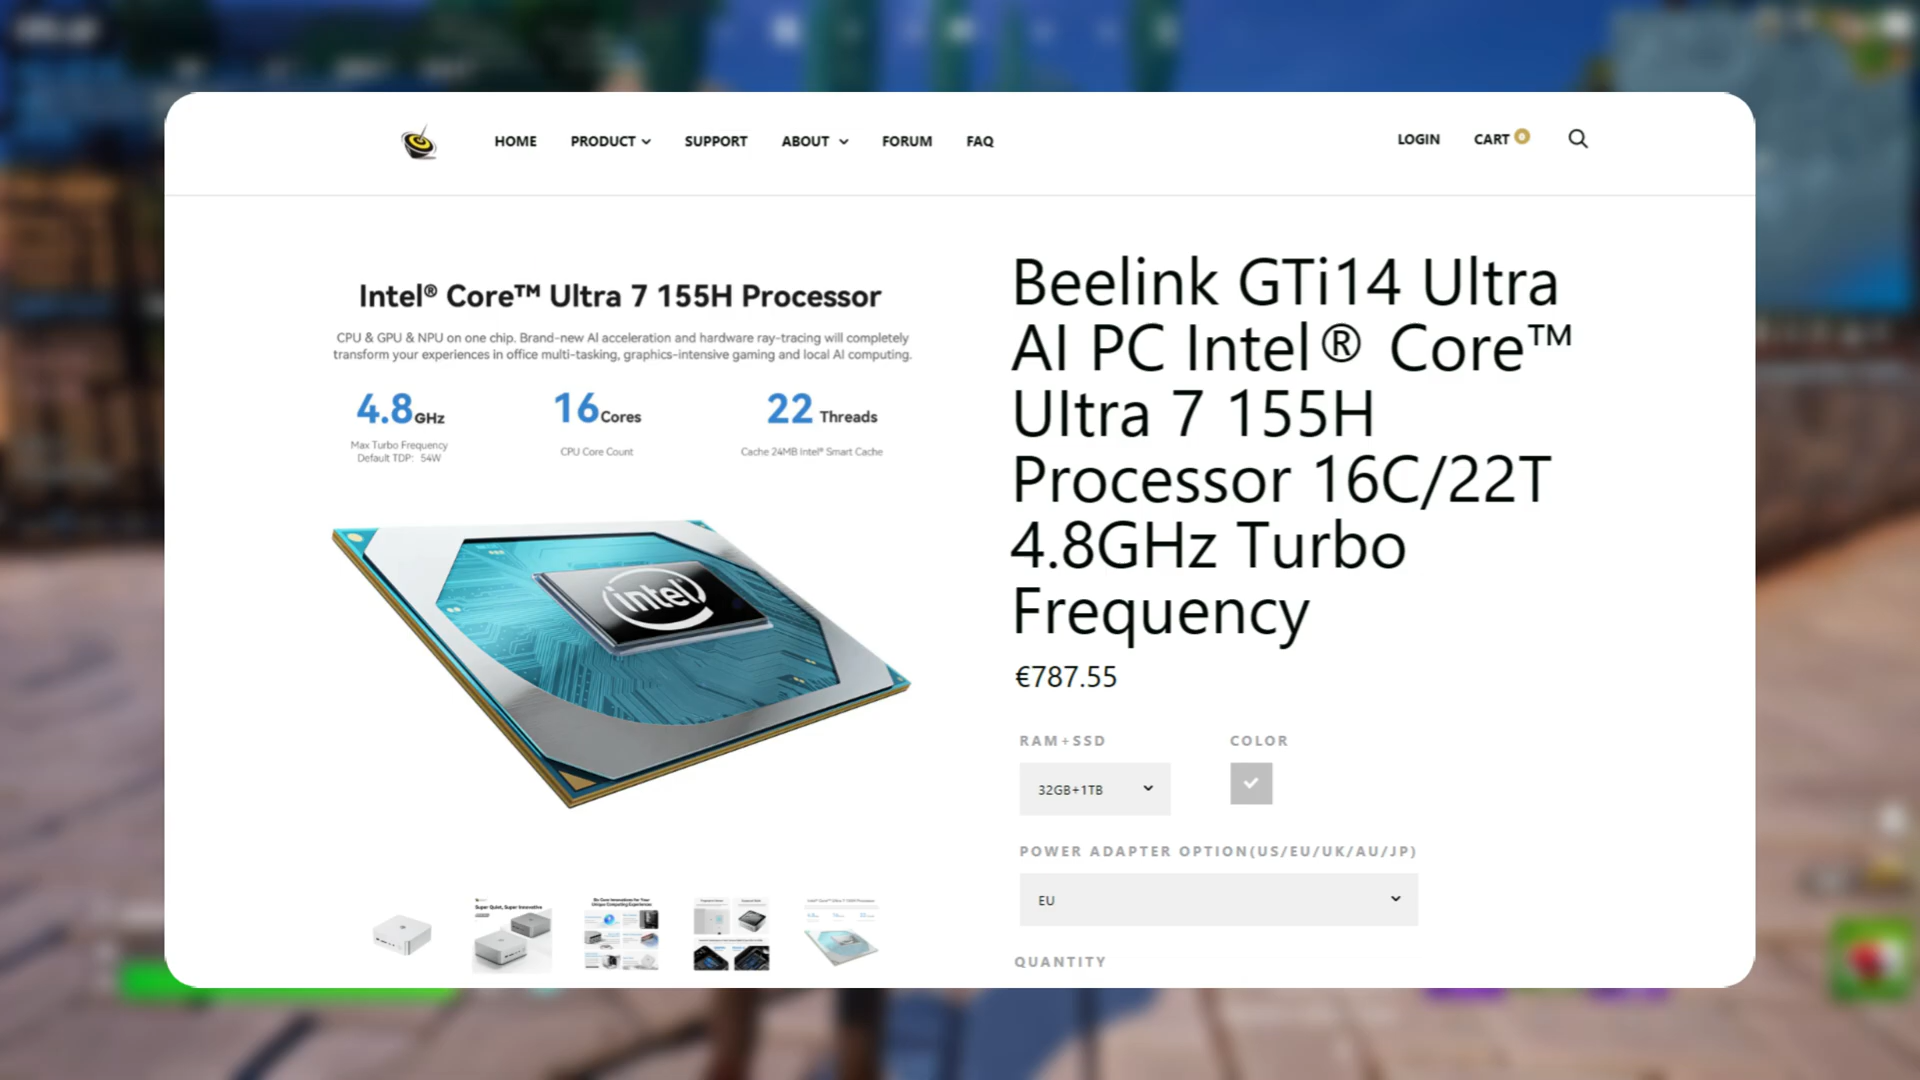 HOME PRODUCT SUPPORT ABOUT FORUM FAQ
LOGIN CART 0
Intel® Core™ Ultra 7 155H Processor
CPU & GPU & NPU on one chip. Brand-new AI acceleration and hardware ray-tracing will completely
transform your experiences in office multi-tasking, graphics-intensive gaming and local AI computing.
4.8GHz
Max Turbo Frequency
Default TDP: 54W
16Cores
CPU Core Count
22 Threads
Cache 24MB Intel® Smart Cache
intel
Super Quiet, Super Innovative
Beelink GTi14 Ultra
AI PC Intel® Core™
Ultra 7 155H
Processor 16C/22T
4.8GHz Turbo
Frequency
€787.55
RAM+SSD
COLOR
32GB+1TB
POWER ADAPTER OPTION(US/EU/UK/AU/JP)
EU
QUANTITY